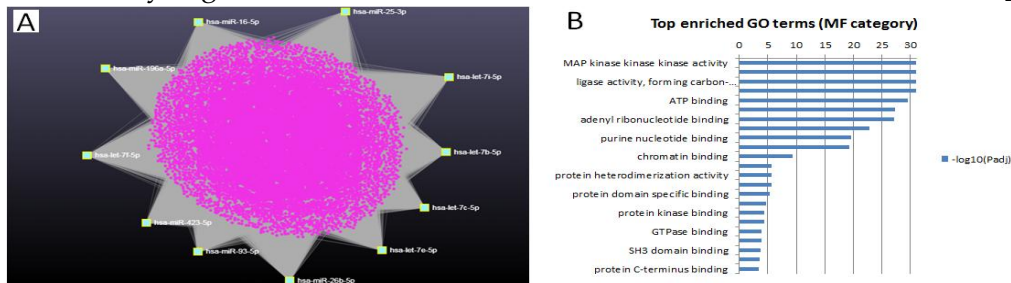 A
hsa-miR-16-5p
hsa-miR-25-3p
hsa-miR-196a-5p
hsa-let-7i-5p
hsa-let-7f-5p
hsa-let-7b-5p
hsa-miR-423-5p
hsa-let-7c-5p
hsa-miR-93-5p
hsa-let-7e-5p
hsa-miR-26b-5p
B
Top enriched GO terms (MF category)
0 5 10 15 20 25 30
MAP kinase kinase kinase activity
ligase activity, forming carbon-...
ATP binding
adenyl ribonucleotide binding
purine nucleotide binding
chromatin binding
protein heterodimerization activity
protein domain specific binding
protein kinase binding
GTPase binding
SH3 domain binding
protein C-terminus binding
-log10(Padj)